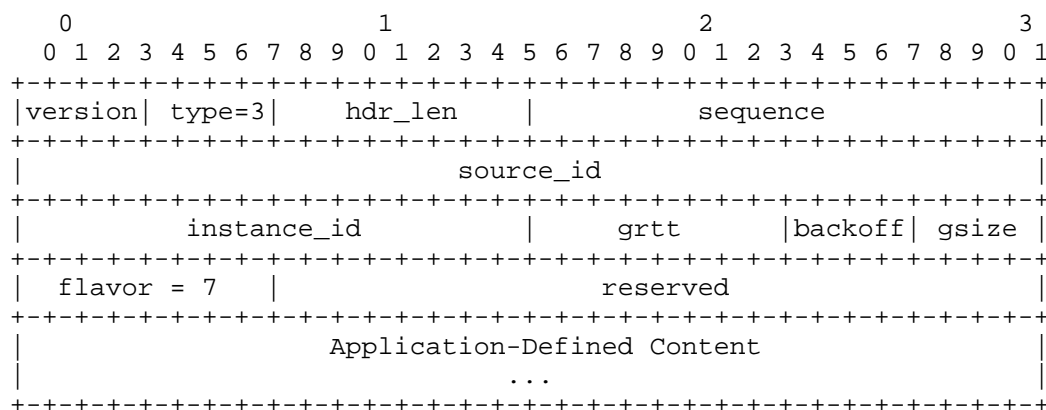 0                   1                   2                   3
  0 1 2 3 4 5 6 7 8 9 0 1 2 3 4 5 6 7 8 9 0 1 2 3 4 5 6 7 8 9 0 1
+-+-+-+-+-+-+-+-+-+-+-+-+-+-+-+-+-+-+-+-+-+-+-+-+-+-+-+-+-+-+-+-+
|version| type=3|    hdr_len    |          sequence             |
+-+-+-+-+-+-+-+-+-+-+-+-+-+-+-+-+-+-+-+-+-+-+-+-+-+-+-+-+-+-+-+-+
|                           source_id                           |
+-+-+-+-+-+-+-+-+-+-+-+-+-+-+-+-+-+-+-+-+-+-+-+-+-+-+-+-+-+-+-+-+
|          instance_id          |     grtt      |backoff| gsize |
+-+-+-+-+-+-+-+-+-+-+-+-+-+-+-+-+-+-+-+-+-+-+-+-+-+-+-+-+-+-+-+-+
|  flavor = 7   |                    reserved                   |
+-+-+-+-+-+-+-+-+-+-+-+-+-+-+-+-+-+-+-+-+-+-+-+-+-+-+-+-+-+-+-+-+
|                   Application-Defined Content                 |
|                              ...                              |
+-+-+-+-+-+-+-+-+-+-+-+-+-+-+-+-+-+-+-+-+-+-+-+-+-+-+-+-+-+-+-+-+